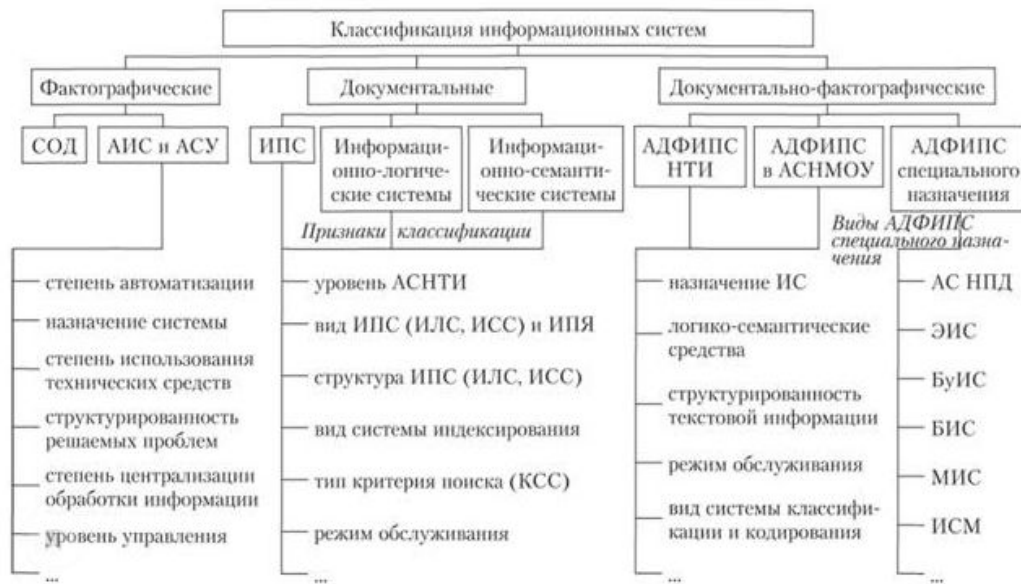 Классификация информационных систем
Фактографические
Документальные
Документально-фактографические
СОД
АИС и АСУ
ИПС
Информаци-
онно-логиче-
ские системы
Информаци-
онно-семанти-
ческие системы
АДФИПС
НТИ
АДФИПС
в АСНМОУ
АДФИПС
специального
назначения
Признаки классификации
Виды АДФИПС
специального назна-
чения
степень автоматизации
назначение системы
степень использования
технических средств
структурированность
решаемых проблем
степень централизации
обработки информации
уровень управления
...
уровень АСНТИ
вид ИПС (ИЛС, ИСС) и ИПЯ
структура ИПС (ИЛС, ИСС)
вид системы индексирования
тип критерия поиска (КСС)
режим обслуживания
...
назначение ИС
логико-семантические
средства
структурированность
текстовой информации
режим обслуживания
вид системы классифи-
кации и кодирования
...
АС НПД
ЭИС
БуИС
БИС
МИС
ИСМ
...